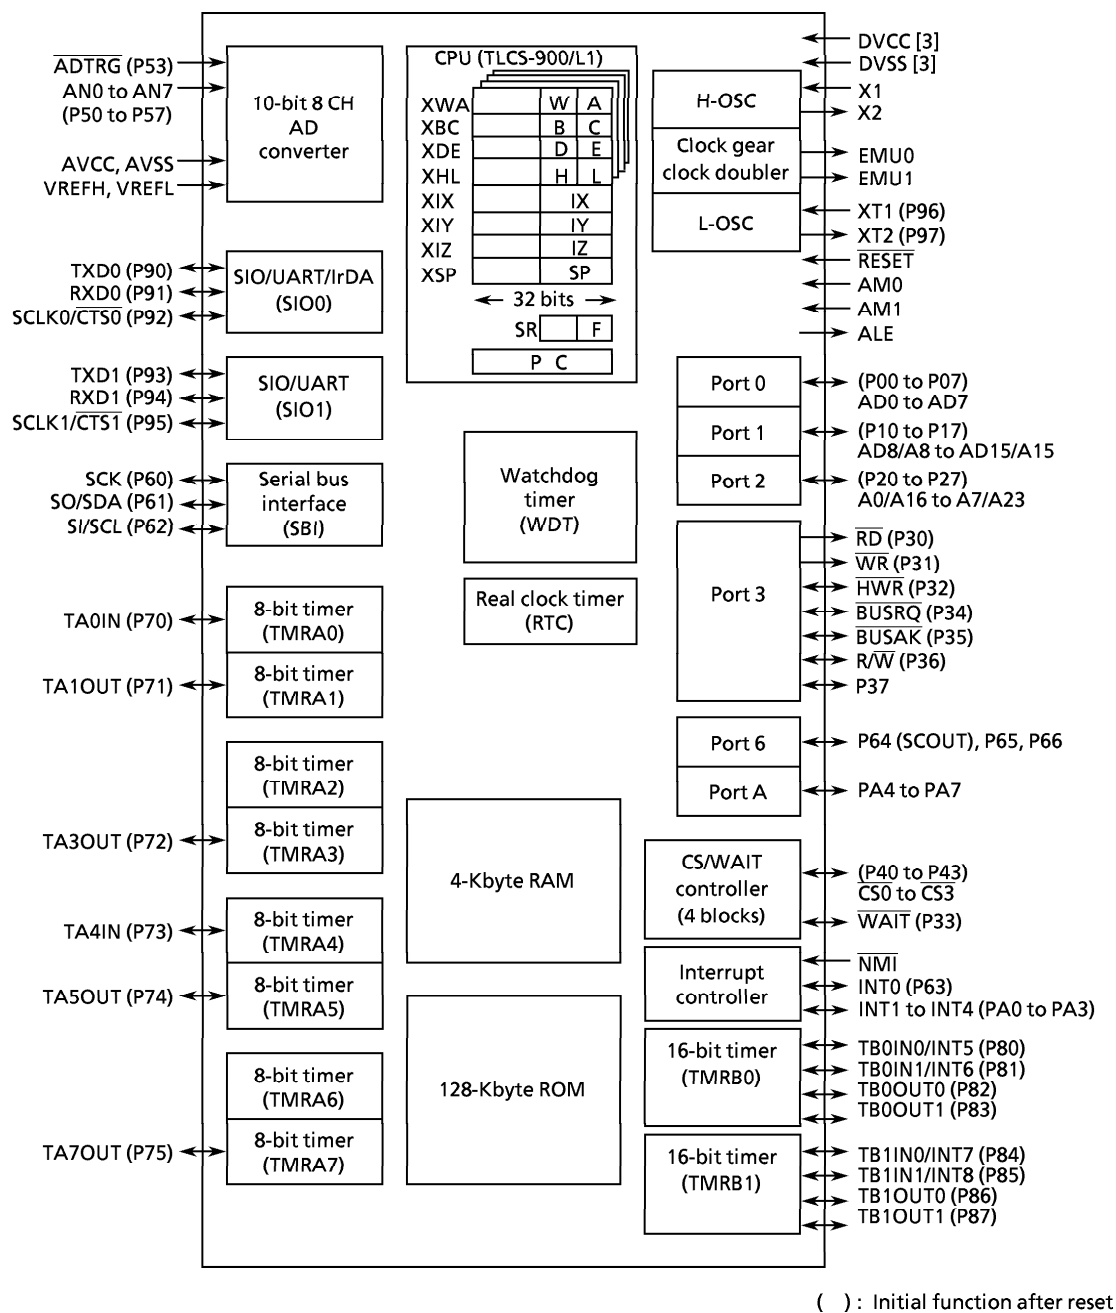 ADTRG (P53)
AN0 to AN7
(P50 to P57)
AVCC, AVSS
VREFH, VREFL
10-bit 8 CH
AD
converter
TXD0 (P90)
RXD0 (P91)
SCLK0/CTS0 (P92)
SIO/UART/IrDA
(SIO0)
TXD1 (P93)
RXD1 (P94)
SCLK1/CTS1 (P95)
SIO/UART
(SIO1)
SCK (P60)
SO/SDA (P61)
SI/SCL (P62)
Serial bus
interface
(SBI)
TA0IN (P70)
8-bit timer
(TMRA0)
TA1OUT (P71)
8-bit timer
(TMRA1)
8-bit timer
(TMRA2)
TA3OUT (P72)
8-bit timer
(TMRA3)
TA4IN (P73)
8-bit timer
(TMRA4)
TA5OUT (P74)
8-bit timer
(TMRA5)
8-bit timer
(TMRA6)
TA7OUT (P75)
8-bit timer
(TMRA7)
CPU (TLCS-900/L1)
XWA W A
XBC B C
XDE D E
XHL H L
XIX IX
XIY IY
XIZ IZ
XSP SP
32 bits
SR F
P C
Watchdog
timer
(WDT)
Real clock timer
(RTC)
4-Kbyte RAM
128-Kbyte ROM
H-OSC
Clock gear
clock doubler
L-OSC
DVCC [3]
DVSS [3]
X1
X2
EMU0
EMU1
XT1 (P96)
XT2 (P97)
RESET
AM0
AM1
ALE
Port 0
(P00 to P07)
AD0 to AD7
Port 1
(P10 to P17)
AD8/A8 to AD15/A15
Port 2
(P20 to P27)
A0/A16 to A7/A23
Port 3
RD (P30)
WR (P31)
HWR (P32)
BUSRQ (P34)
BUSAK (P35)
R/W (P36)
P37
Port 6
P64 (SCOUT), P65, P66
Port A
PA4 to PA7
CS/WAIT
controller
(4 blocks)
(P40 to P43)
CS0 to CS3
WAIT (P33)
Interrupt
controller
NMI
INT0 (P63)
INT1 to INT4 (PA0 to PA3)
16-bit timer
(TMRB0)
TB0IN0/INT5 (P80)
TB0IN1/INT6 (P81)
TB0OUT0 (P82)
TB0OUT1 (P83)
16-bit timer
(TMRB1)
TB1IN0/INT7 (P84)
TB1IN1/INT8 (P85)
TB1OUT0 (P86)
TB1OUT1 (P87)
( ) : Initial function after reset